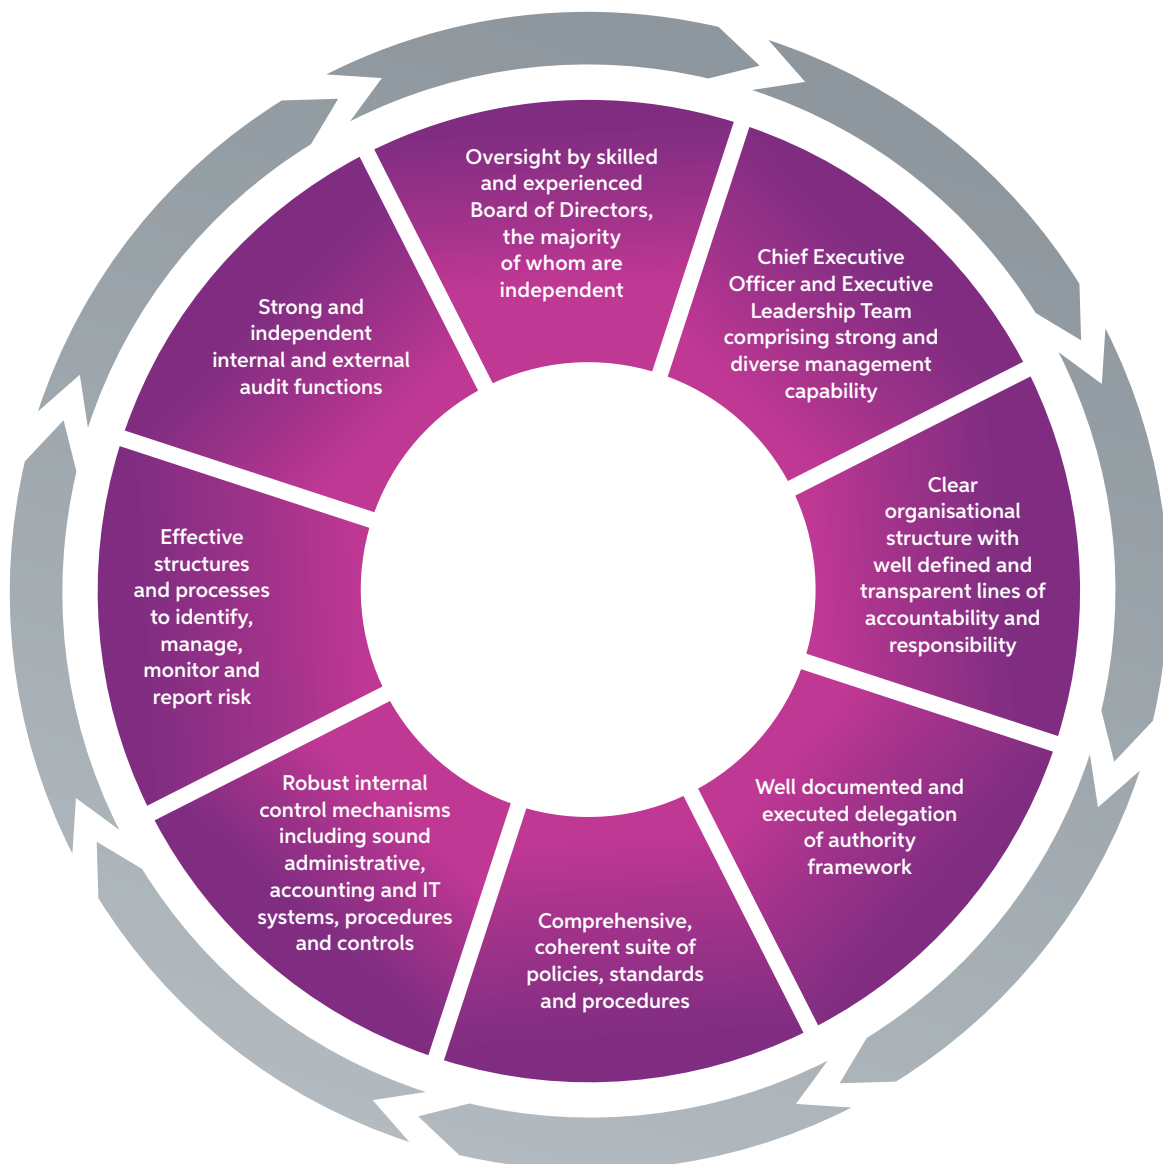 Oversight by skilled
and experienced
Board of Directors,
the majority
of whom are
independent
Chief Executive
Officer and Executive
Leadership Team
comprising strong and
diverse management
capability
Clear
organisational
structure with
well defined and
transparent lines of
accountability and
responsibility
Well documented and
executed delegation
of authority
framework
Comprehensive,
coherent suite of
policies, standards
and procedures
Robust internal
control mechanisms
including sound
administrative,
accounting and IT
systems, procedures
and controls
Effective
structures
and processes
to identify,
manage,
monitor and
report risk
Strong and
independent
internal and external
audit functions